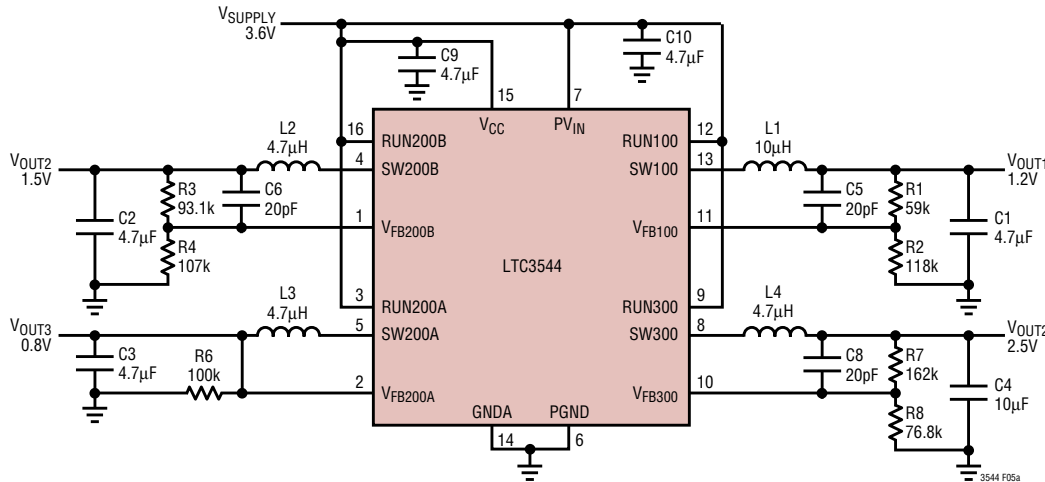 VSUPPLY
3.6V
C9
4.7µF
C10
4.7µF
15
7
VCC
PVIN
16
RUN200B
RUN100
12
L2
4.7µH
4
SW200B
SW100
13
L1
10µH
VOUT2
1.5V
VOUT1
1.2V
R3
93.1k
C6
20pF
C5
20pF
R1
59k
C2
4.7µF
C1
4.7µF
1
VFB200B
VFB100
11
R4
107k
R2
118k
LTC3544
L3
4.7µH
3
RUN200A
RUN300
9
L4
4.7µH
VOUT3
0.8V
5
SW200A
SW300
8
VOUT2
2.5V
C3
4.7µF
R6
100k
C8
20pF
R7
162k
2
VFB200A
VFB300
10
C4
10µF
R8
76.8k
GNDA
PGND
14
6
3544 F05a